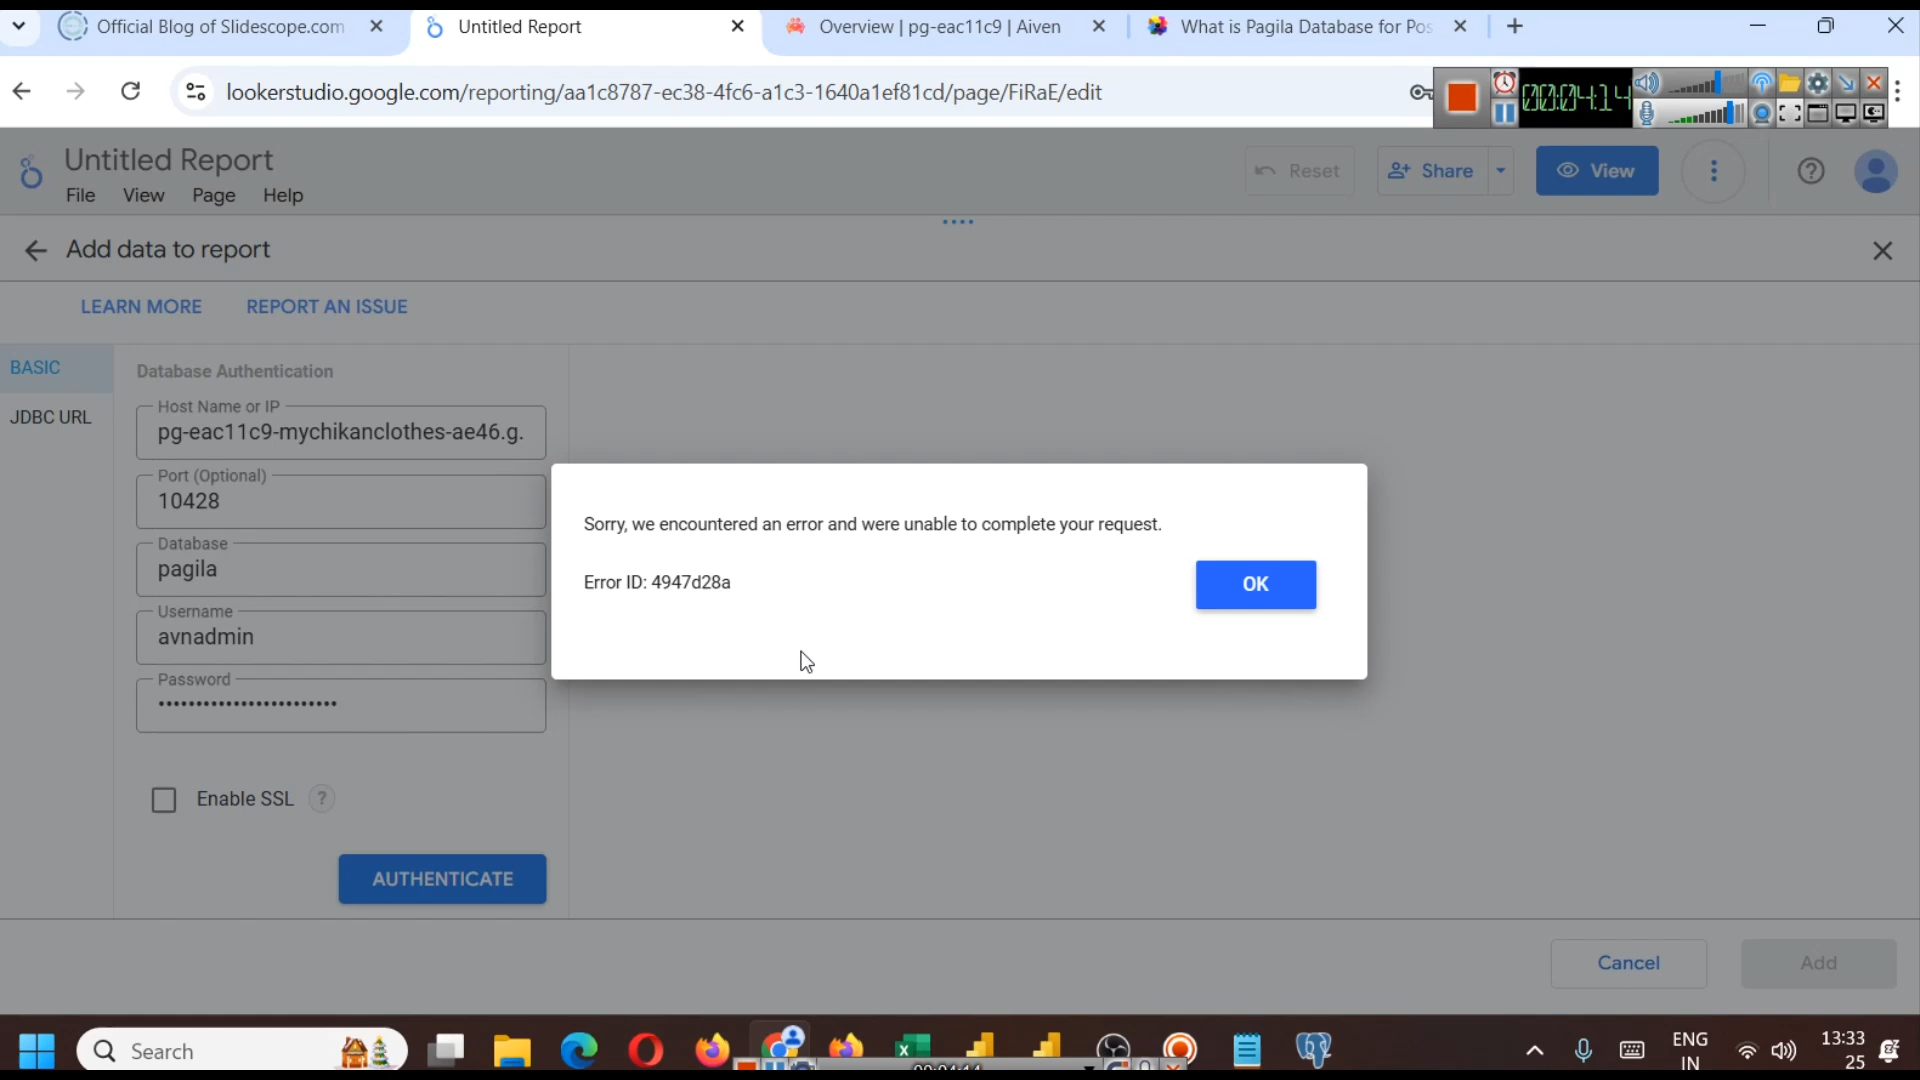 Official Blog of Slidescope.com
Untitled Report
Overview | pg-eac11c9 | Aiven
What is Pagila Database for Pos
lookerstudio.google.com/reporting/aa1c8787-ec38-4fc6-a1c3-1640a1ef81cd/page/FiRaE/edit
00:04:14
Untitled Report
File View Page Help
Reset
Share
View
Add data to report
LEARN MORE
REPORT AN ISSUE
BASIC
JDBC URL
Database Authentication
Host Name or IP
pg-eac11c9-mychikanclothes-ae46.g.
Port (Optional)
10428
Database
pagila
Username
avnadmin
Password
Enable SSL
AUTHENTICATE
Sorry, we encountered an error and were unable to complete your request.
Error ID: 4947d28a
OK
Cancel
Add
Search
ENG
IN
13:33
25